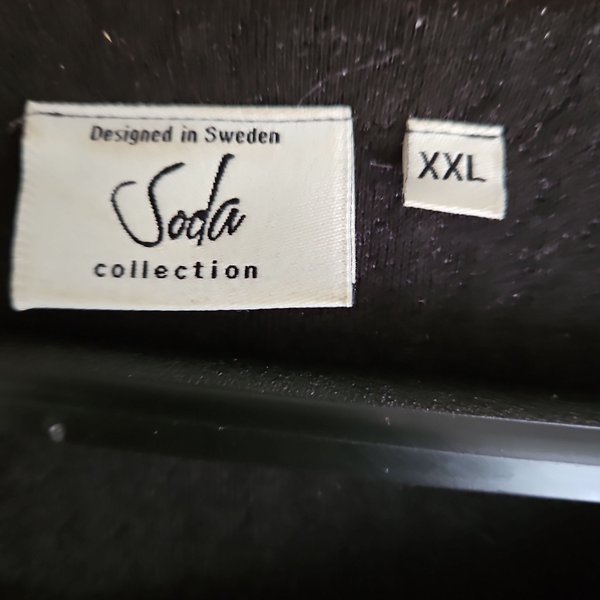 Designed in Sweden
Soda
collection
XXL